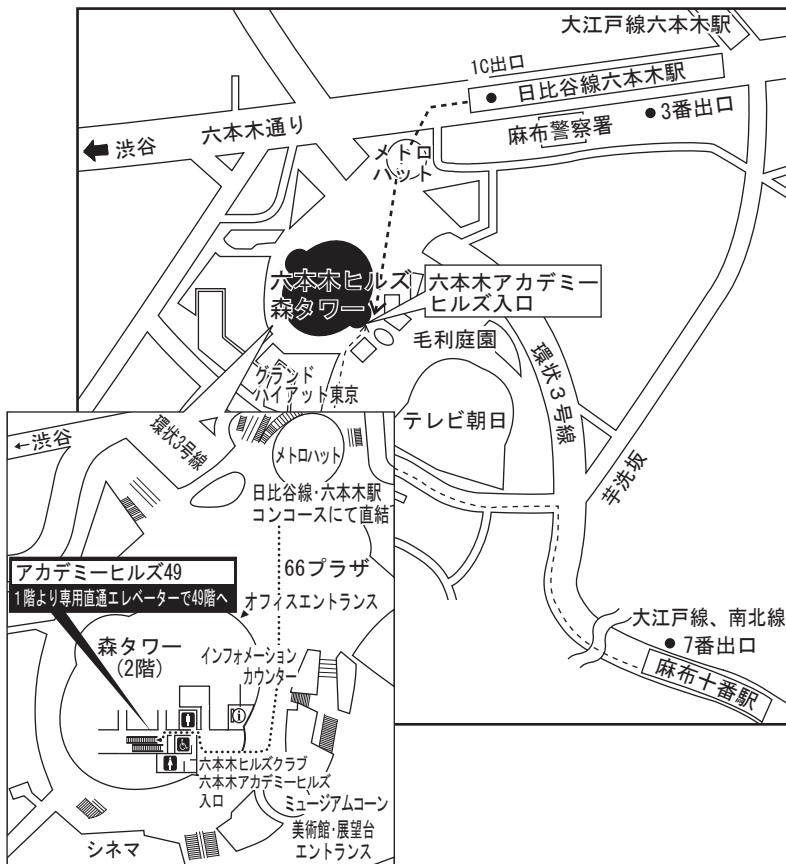 大江戸線六本木駅
1C出口
日比谷線六本木駅
3番出口
麻布警察署
六本木通り
渋谷
メトロ
ハット
六本木ヒルズ
森タワー
六本木アカデミー
ヒルズ入口
毛利庭園
グランド
ハイアット東京
テレビ朝日
環状3号線
芋洗坂
大江戸線、南北線
7番出口
麻布十番駅
←渋谷
環状3号線
メトロハット
日比谷線・六本木駅
コンコースにて直結
66プラザ
アカデミーヒルズ49
1階より専用直通エレベーターで49階へ
オフィスエントランス
森タワー
(2階)
インフォメーション
カウンター
六本木ヒルズクラブ
六本木アカデミーヒルズ
入口
ミュージアムコーン
美術館・展望台
エントランス
シネマ